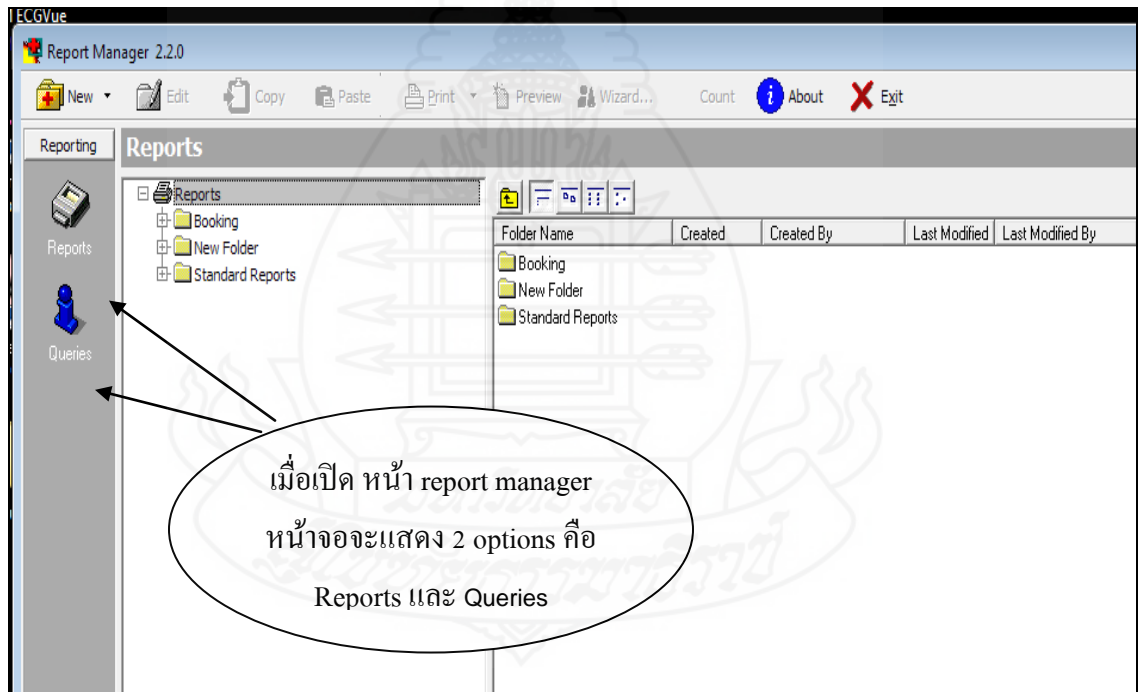 ECGVue
Report Manager 2.2.0
New Edit Copy Paste Print Preview Wizard... Count About Exit
Reporting Reports
Reports
Booking
New Folder
Standard Reports
Reports
Queries
Folder Name Created Created By Last Modified Last Modified By
Booking
New Folder
Standard Reports
เมื่อเปิด หน้า report manager
หน้าจอจะแสดง 2 options คือ
Reports และ Queries